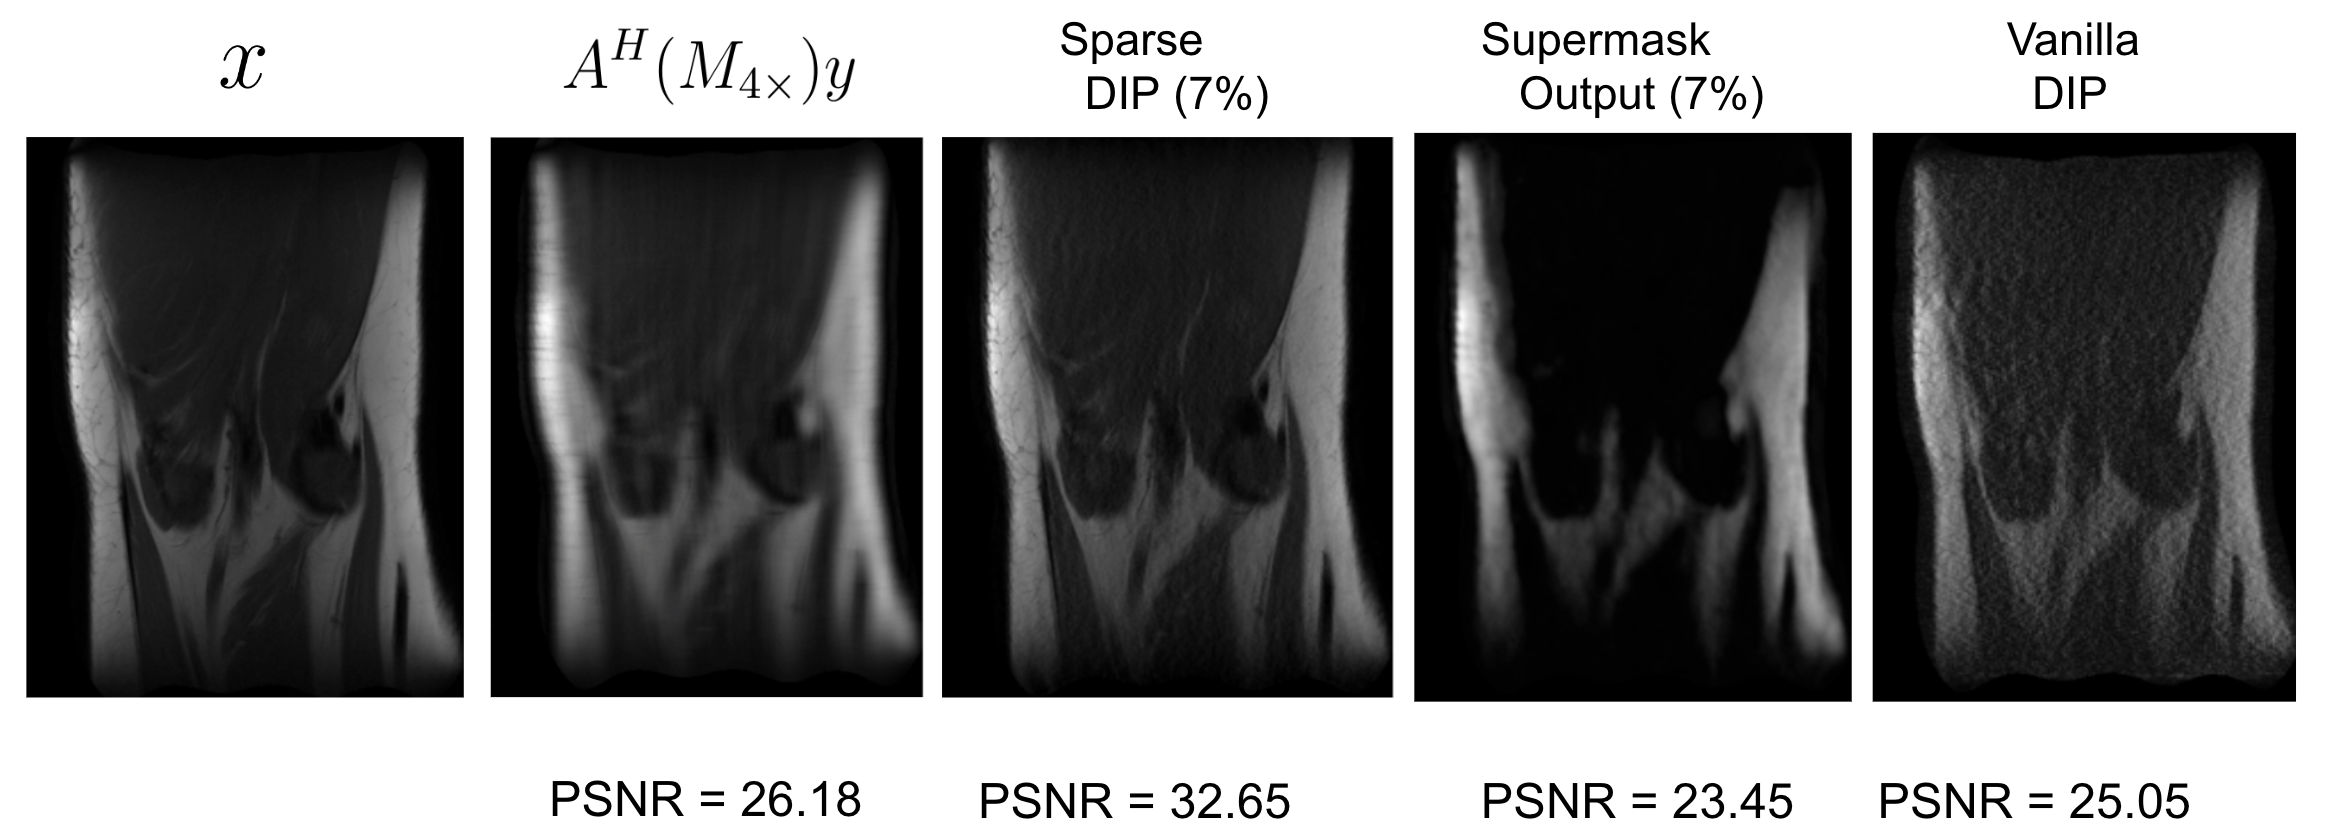 x
A^H(M_{4×})y
Sparse
DIP (7%)
Supermask
Output (7%)
Vanilla
DIP
PSNR = 26.18
PSNR = 32.65
PSNR = 23.45
PSNR = 25.05